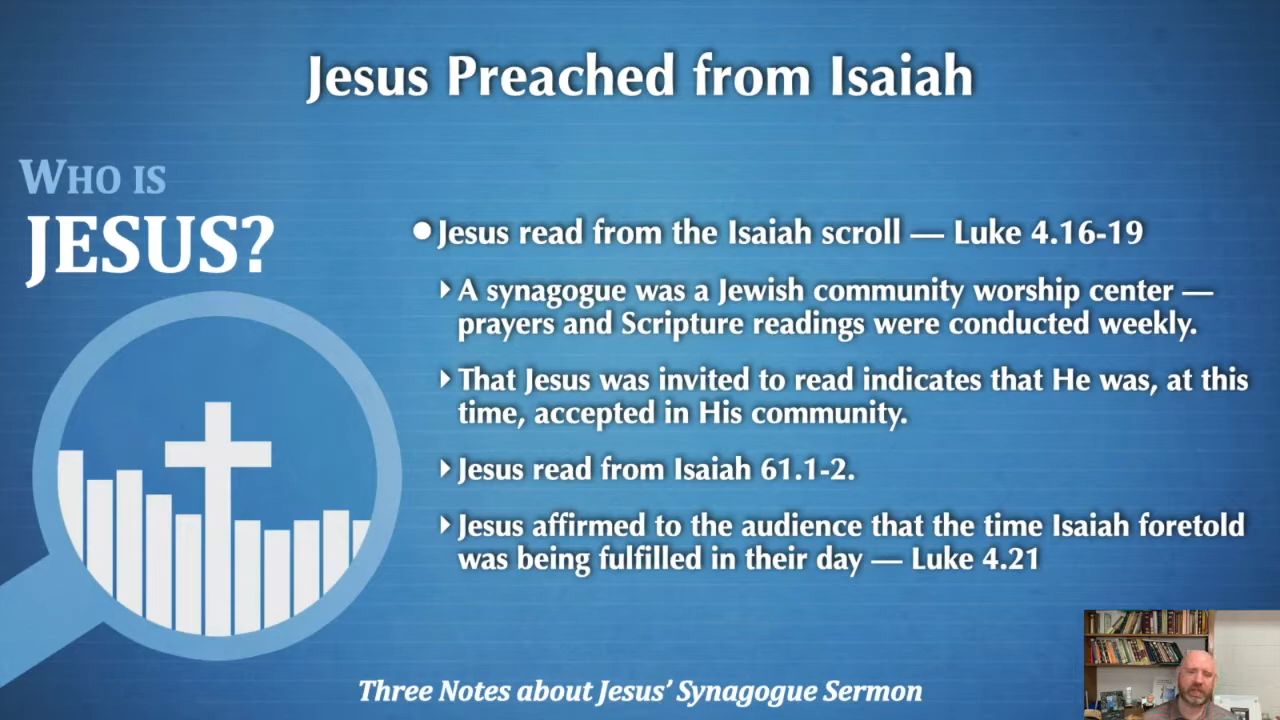 Jesus Preached from Isaiah
WHO IS
JESUS?
Jesus read from the Isaiah scroll — Luke 4.16-19
A synagogue was a Jewish community worship center —
prayers and Scripture readings were conducted weekly.
That Jesus was invited to read indicates that He was, at this
time, accepted in His community.
Jesus read from Isaiah 61.1-2.
Jesus affirmed to the audience that the time Isaiah foretold
was being fulfilled in their day — Luke 4.21
Three Notes about Jesus’ Synagogue Sermon